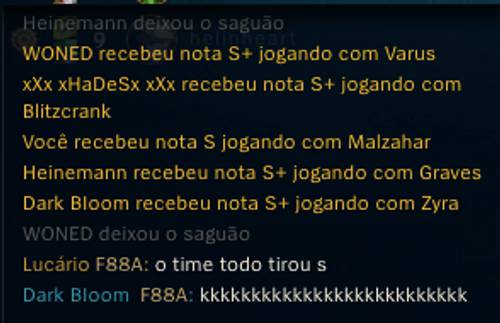 Heinemann deixou o saguão
WONED recebeu nota S+ jogando com Varus
xXx xHaDeSx xXx recebeu nota S+ jogando com
Blitzcrank
Você recebeu nota S jogando com Malzahar
Heinemann recebeu nota S+ jogando com Graves
Dark Bloom recebeu nota S+ jogando com Zyra
WONED deixou o saguão
Lucário F88A: o time todo tirou s
Dark Bloom F88A: kkkkkkkkkkkkkkkkkkkkkkkkkk